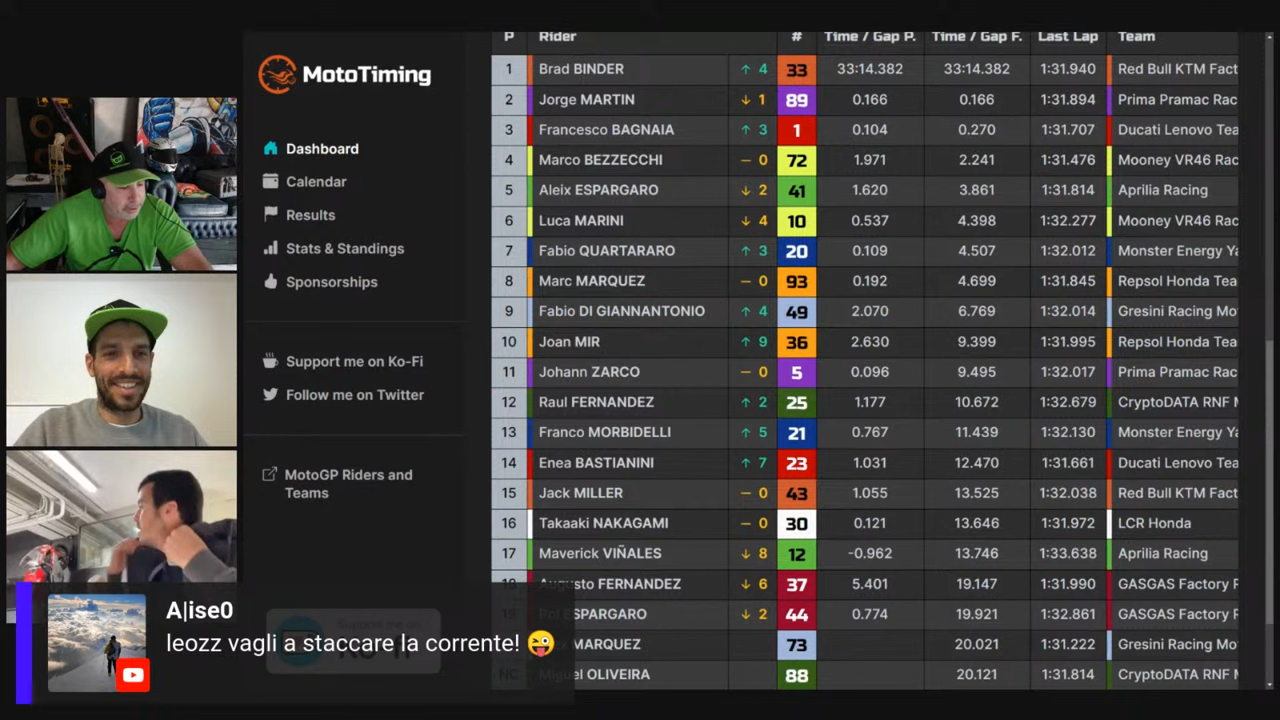 MotoTiming
Dashboard
Calendar
Results
Stats & Standings
Sponsorships
Support me on Ko-Fi
Follow me on Twitter
MotoGP Riders and
Teams
P Rider # Time / Gap P. Time / Gap F. Last Lap Team
1 Brad BINDER ↑ 4 33 33:14.382 33:14.382 1:31.940 Red Bull KTM Fact
2 Jorge MARTIN ↓ 1 89 0.166 0.166 1:31.894 Prima Pramac Rac
3 Francesco BAGNAIA ↑ 3 1 0.104 0.270 1:31.707 Ducati Lenovo Tea
4 Marco BEZZECCHI – 0 72 1.971 2.241 1:31.476 Mooney VR46 Rac
5 Aleix ESPARGARO ↓ 2 41 1.620 3.861 1:31.814 Aprilia Racing
6 Luca MARINI ↓ 4 10 0.537 4.398 1:32.277 Mooney VR46 Rac
7 Fabio QUARTARARO ↑ 3 20 0.109 4.507 1:32.012 Monster Energy Ya
8 Marc MARQUEZ – 0 93 0.192 4.699 1:31.845 Repsol Honda Tea
9 Fabio DI GIANNANTONIO ↑ 4 49 2.070 6.769 1:32.014 Gresini Racing Mo
10 Joan MIR ↑ 9 36 2.630 9.399 1:31.995 Repsol Honda Tea
11 Johann ZARCO – 0 5 0.096 9.495 1:32.017 Prima Pramac Rac
12 Raul FERNANDEZ ↑ 2 25 1.177 10.672 1:32.679 CryptoDATA RNF M
13 Franco MORBIDELLI ↑ 5 21 0.767 11.439 1:32.130 Monster Energy Ya
14 Enea BASTIANINI ↑ 7 23 1.031 12.470 1:31.661 Ducati Lenovo Tea
15 Jack MILLER – 0 43 1.055 13.525 1:32.038 Red Bull KTM Fact
16 Takaaki NAKAGAMI – 0 30 0.121 13.646 1:31.972 LCR Honda
17 Maverick VIÑALES ↓ 8 12 -0.962 13.746 1:33.638 Aprilia Racing
18 Augusto FERNANDEZ ↓ 6 37 5.401 19.147 1:31.990 GASGAS Factory R
19 Pol ESPARGARO ↓ 2 44 0.774 19.921 1:32.861 GASGAS Factory R
MARQUEZ 73 20.021 1:31.222 Gresini Racing Mo
NC Miguel OLIVEIRA 88 20.121 1:31.814 CryptoDATA RNF M
A|ise0
leozz vagli a staccare la corrente! 😜